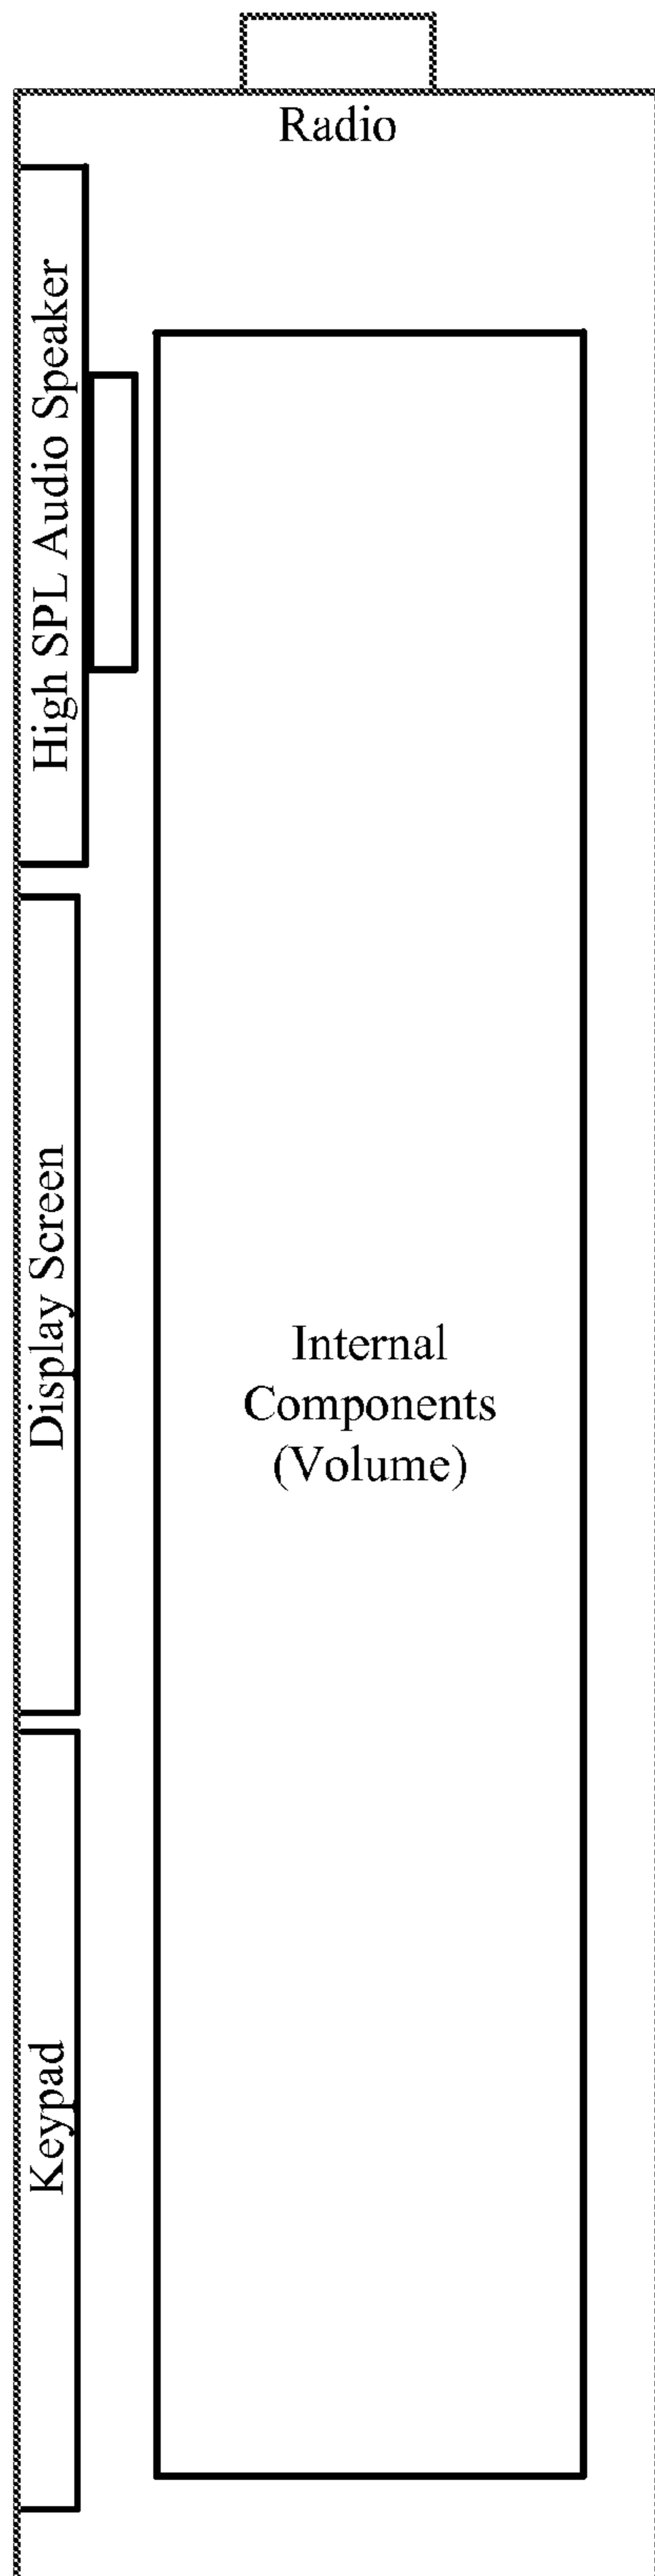 Radio
High SPL Audio Speaker
Display Screen
Internal
Components
(Volume)
Keypad